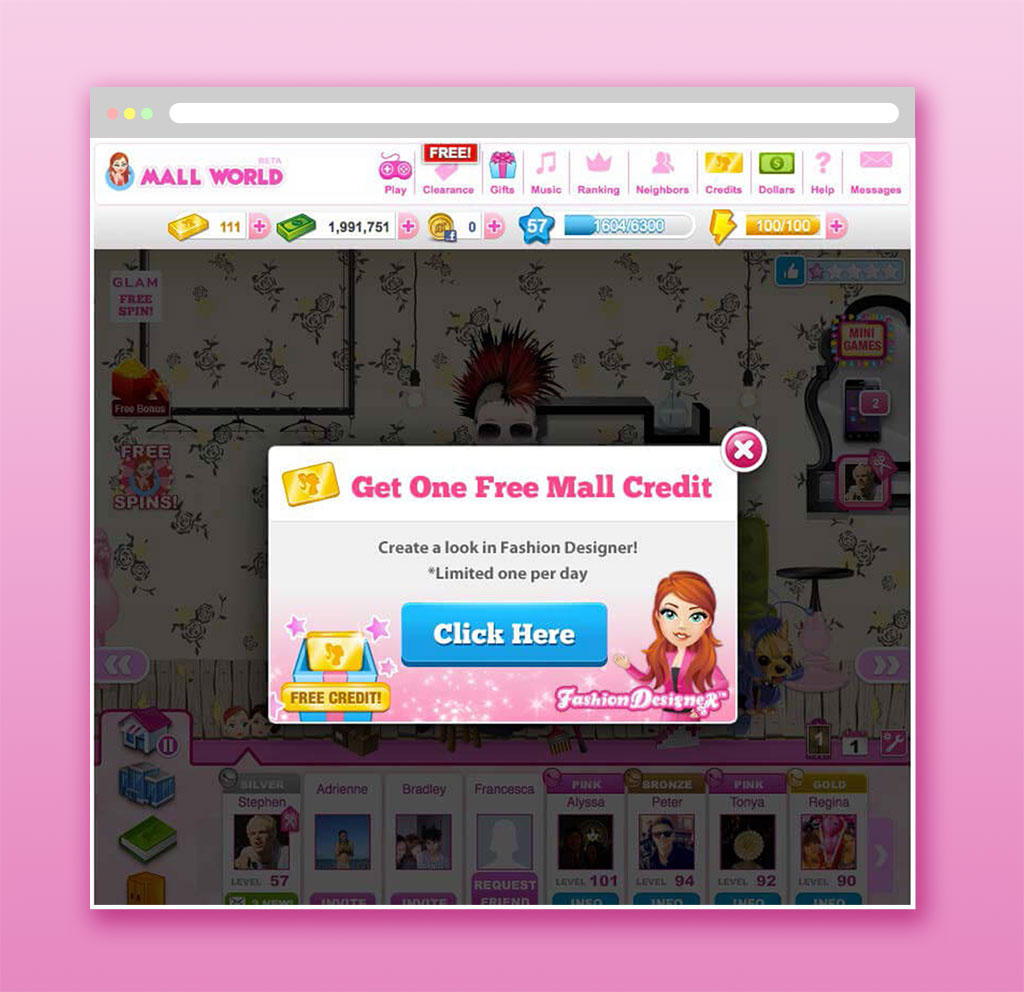 BETA
MALL WORLD
Play
FREE!
Clearance
Gifts
Music
Ranking
Neighbors
Credits
Dollars
Help
Messages
111
1,991,751
0
57
1604/6300
100/100
GLAM
FREE
SPIN!
MINI
GAMES
2
Free Bonus
FREE
SPINS!
Get One Free Mall Credit
Create a look in Fashion Designer!
*Limited one per day
Click Here
FREE CREDIT!
Fashion Designer™
1
1
SILVER
Stephen
LEVEL 57
2 NEW!
Adrienne
INVITE
Bradley
INVITE
Francesca
REQUEST
FRIEND
PINK
Alyssa
LEVEL 101
INFO
BRONZE
Peter
LEVEL 94
INFO
PINK
Tonya
LEVEL 92
INFO
GOLD
Regina
LEVEL 90
INFO